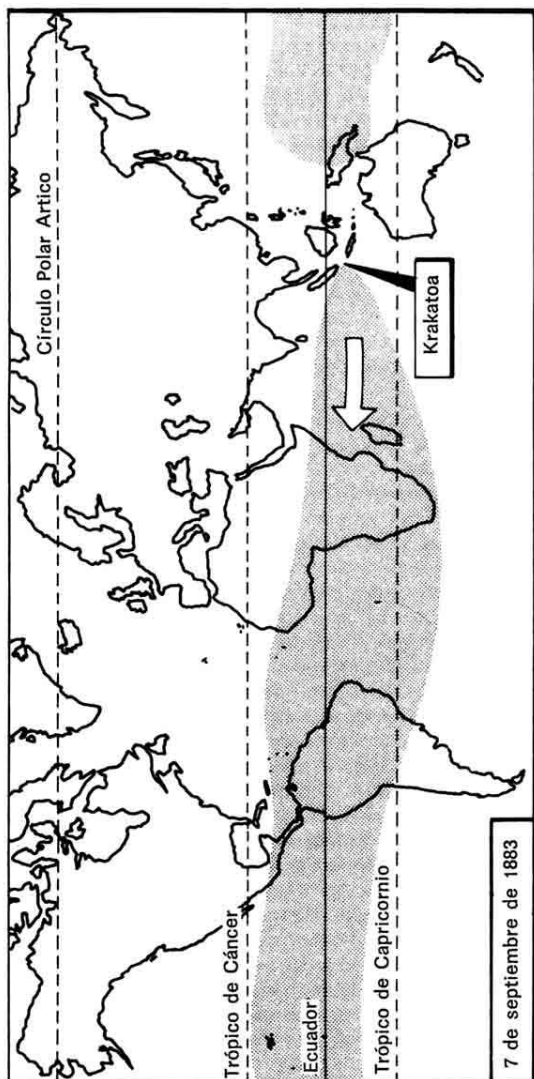 Círculo Polar Artico
Trópico de Cáncer
Ecuador
Trópico de Capricornio
Krakatoa
7 de septiembre de 1883